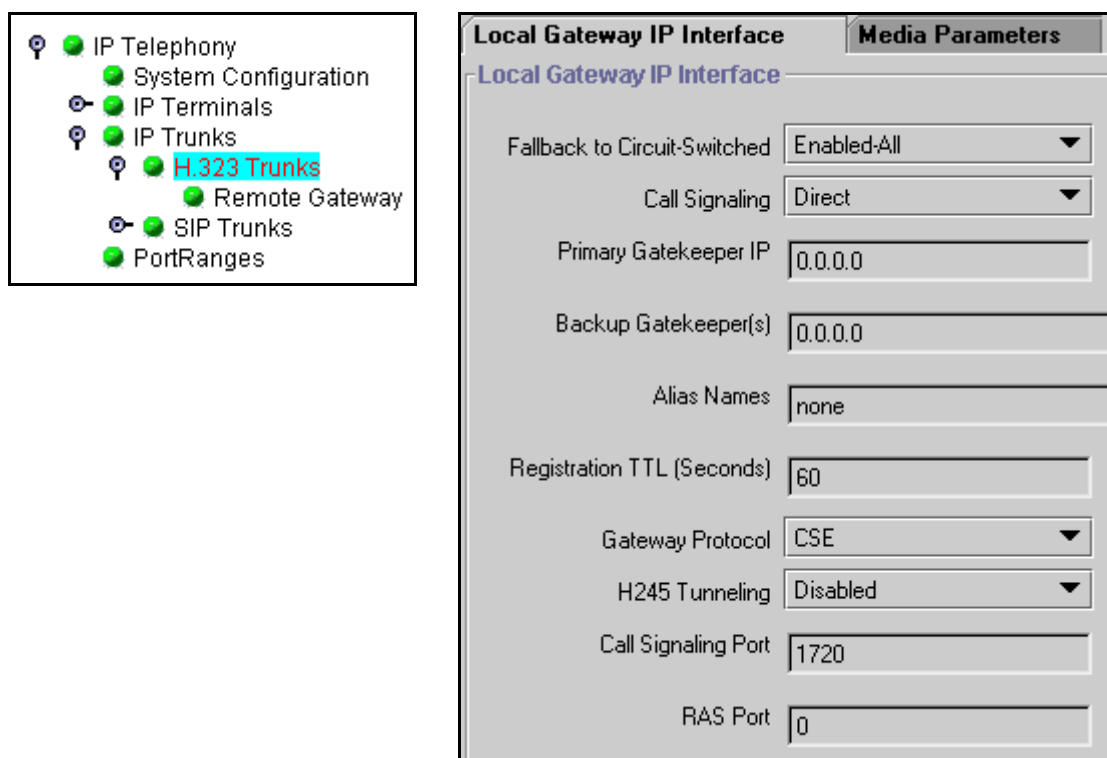 IP Telephony
System Configuration
IP Terminals
IP Trunks
H.323 Trunks
Remote Gateway
SIP Trunks
PortRanges
Local Gateway IP Interface
Media Parameters
Local Gateway IP Interface
Fallback to Circuit-Switched Enabled-All
Call Signaling Direct
Primary Gatekeeper IP 0.0.0.0
Backup Gatekeeper(s) 0.0.0.0
Alias Names none
Registration TTL (Seconds) 60
Gateway Protocol CSE
H245 Tunneling Disabled
Call Signaling Port 1720
RAS Port 0